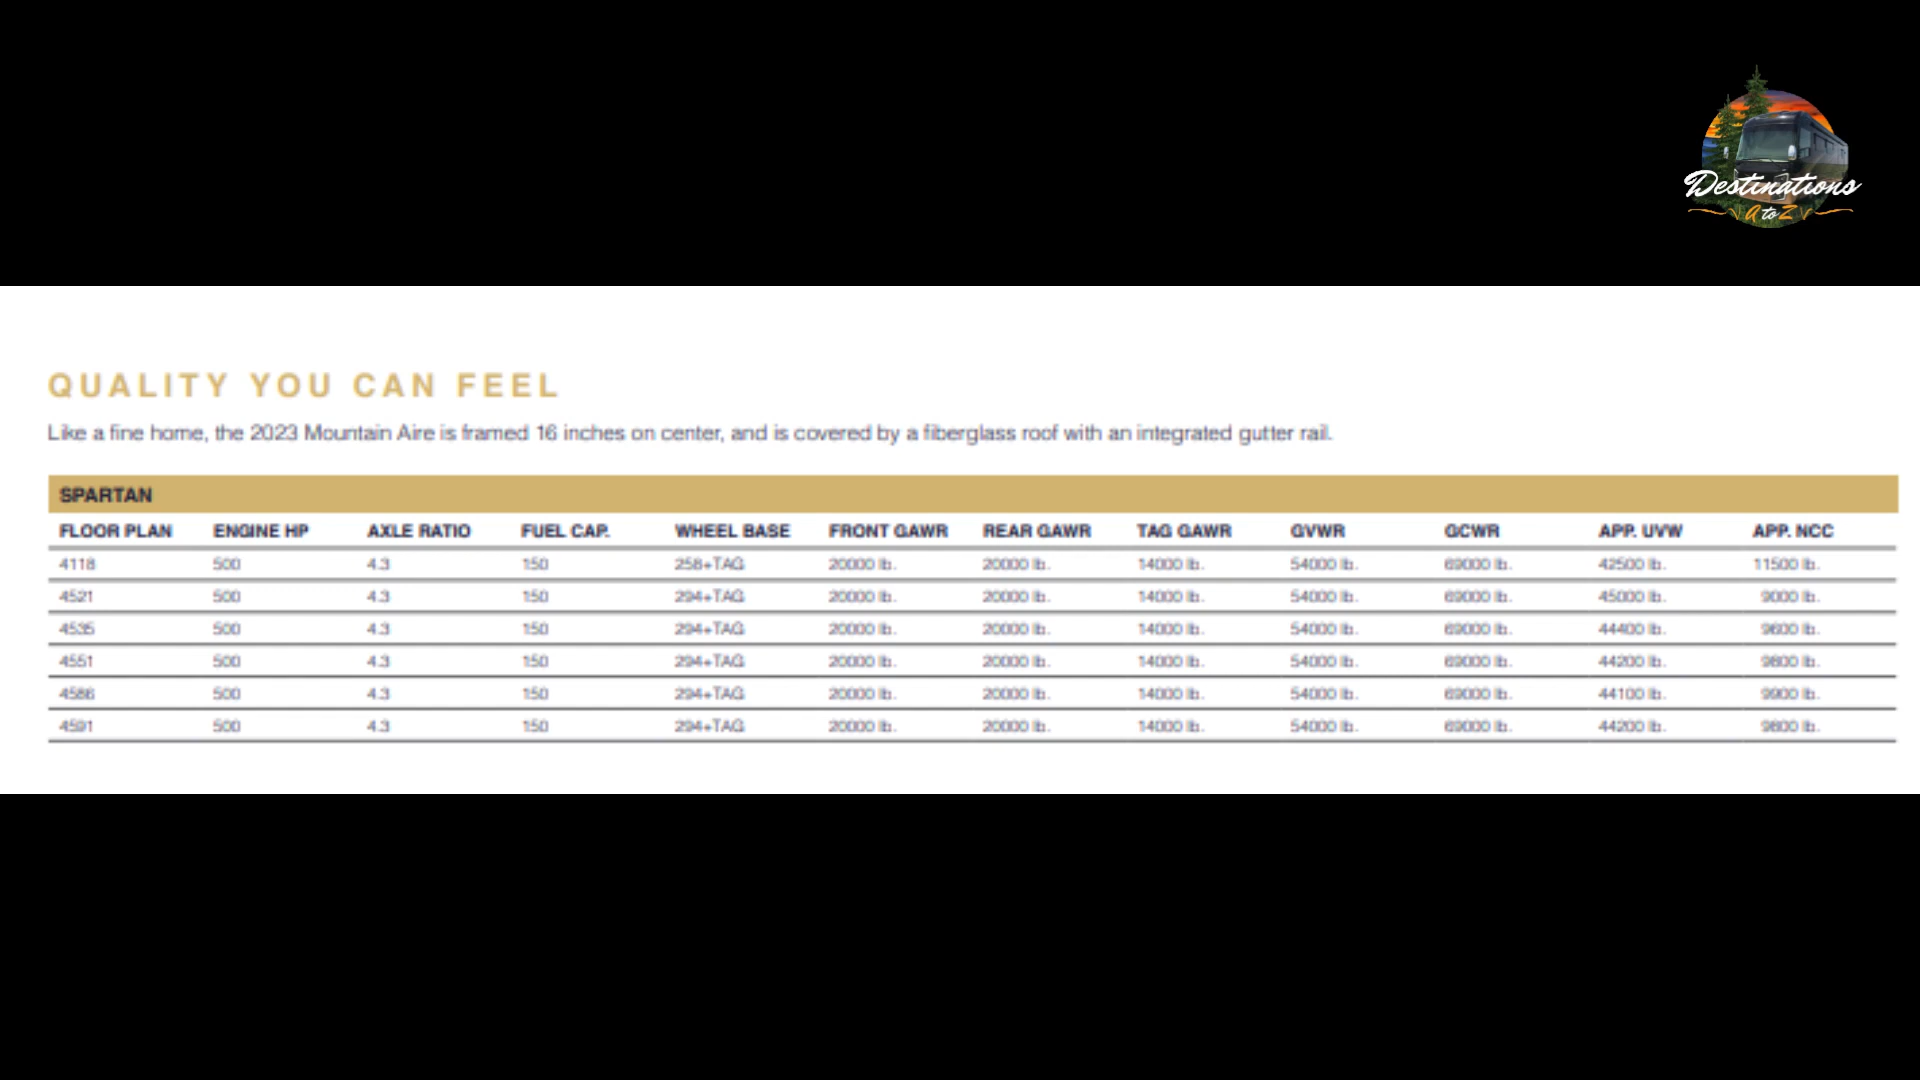 Destinations
A to Z
QUALITY YOU CAN FEEL
Like a fine home, the 2023 Mountain Aire is framed 16 inches on center, and is covered by a fiberglass roof with an integrated gutter rail.
SPARTAN
FLOOR PLAN ENGINE HP AXLE RATIO FUEL CAP. WHEEL BASE FRONT GAWR REAR GAWR TAG GAWR GVWR GCWR APP. UVW APP. NCC
4118 500 4.3 150 258+TAG 20000 lb. 20000 lb. 14000 lb. 54000 lb. 69000 lb. 42500 lb. 11500 lb.
4521 500 4.3 150 294+TAG 20000 lb. 20000 lb. 14000 lb. 54000 lb. 69000 lb. 45000 lb. 9000 lb.
4535 500 4.3 150 294+TAG 20000 lb. 20000 lb. 14000 lb. 54000 lb. 69000 lb. 44400 lb. 9600 lb.
4551 500 4.3 150 294+TAG 20000 lb. 20000 lb. 14000 lb. 54000 lb. 69000 lb. 44200 lb. 9800 lb.
4586 500 4.3 150 294+TAG 20000 lb. 20000 lb. 14000 lb. 54000 lb. 69000 lb. 44100 lb. 9900 lb.
4591 500 4.3 150 294+TAG 20000 lb. 20000 lb. 14000 lb. 54000 lb. 69000 lb. 44200 lb. 9800 lb.